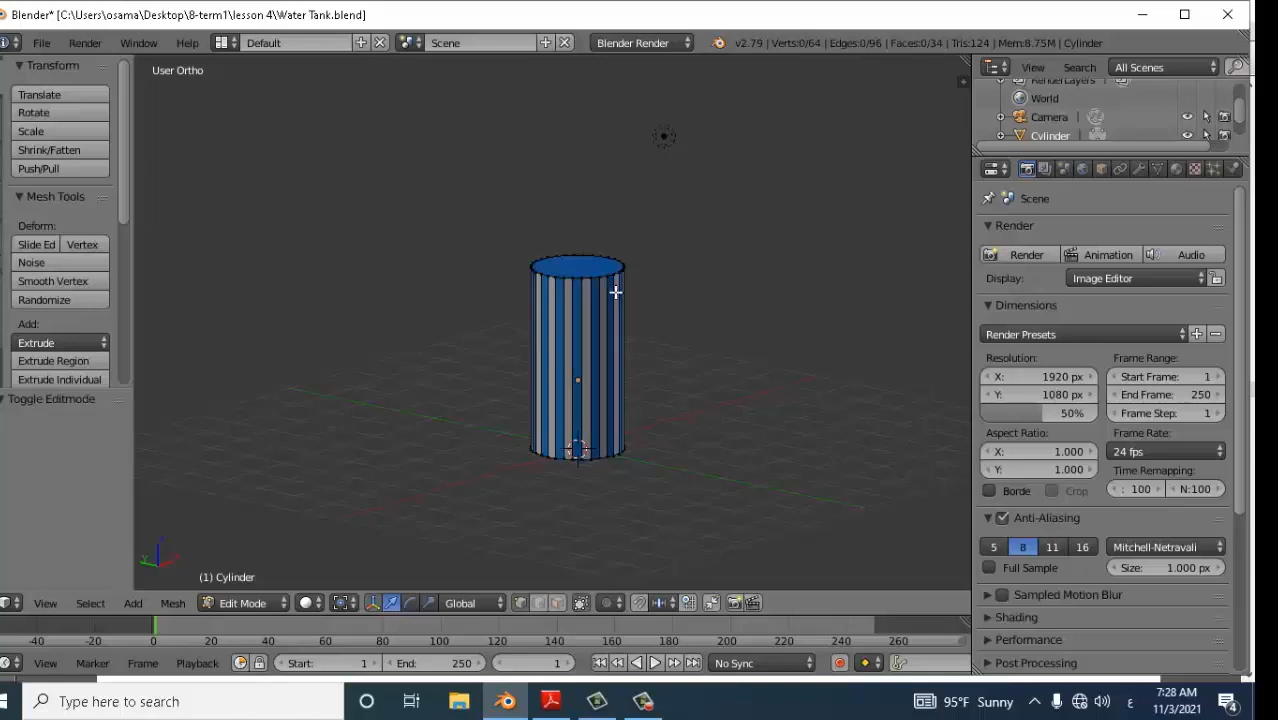 Blender* [C:\Users\osama\Desktop\8-term1\lesson 4\Water Tank.blend]
File Render Window Help Default Scene Blender Render v2.79 | Verts:0/64 | Edges:0/96 | Faces:0/34 | Tris:124 | Mem:8.75M | Cylinder
Transform
Translate
Rotate
Scale
Shrink/Fatten
Push/Pull
Mesh Tools
Deform:
Slide Ed Vertex
Noise
Smooth Vertex
Randomize
Add:
Extrude
Extrude Region
Extrude Individual
Toggle Editmode
User Ortho
(1) Cylinder
View Select Add Mesh Edit Mode Global
-40 -20 0 20 40 60 80 100 120 140 160 180 200 220 240 260
View Marker Frame Playback Start: 1 End: 250 1 No Sync
View Search All Scenes
RenderLayers
World
Camera
Cylinder
Scene
Render
Render Animation Audio
Display: Image Editor
Dimensions
Render Presets
Resolution: Frame Range:
X: 1920 px Start Frame: 1
Y: 1080 px End Frame: 250
50% Frame Step: 1
Aspect Ratio: Frame Rate:
X: 1.000 24 fps
Y: 1.000 Time Remapping:
Borde Crop : 100 N:100
Anti-Aliasing
5 8 11 16 Mitchell-Netravali
Full Sample Size: 1.000 px
Sampled Motion Blur
Shading
Performance
Post Processing
Type here to search
95°F Sunny
ع
7:28 AM
11/3/2021
4